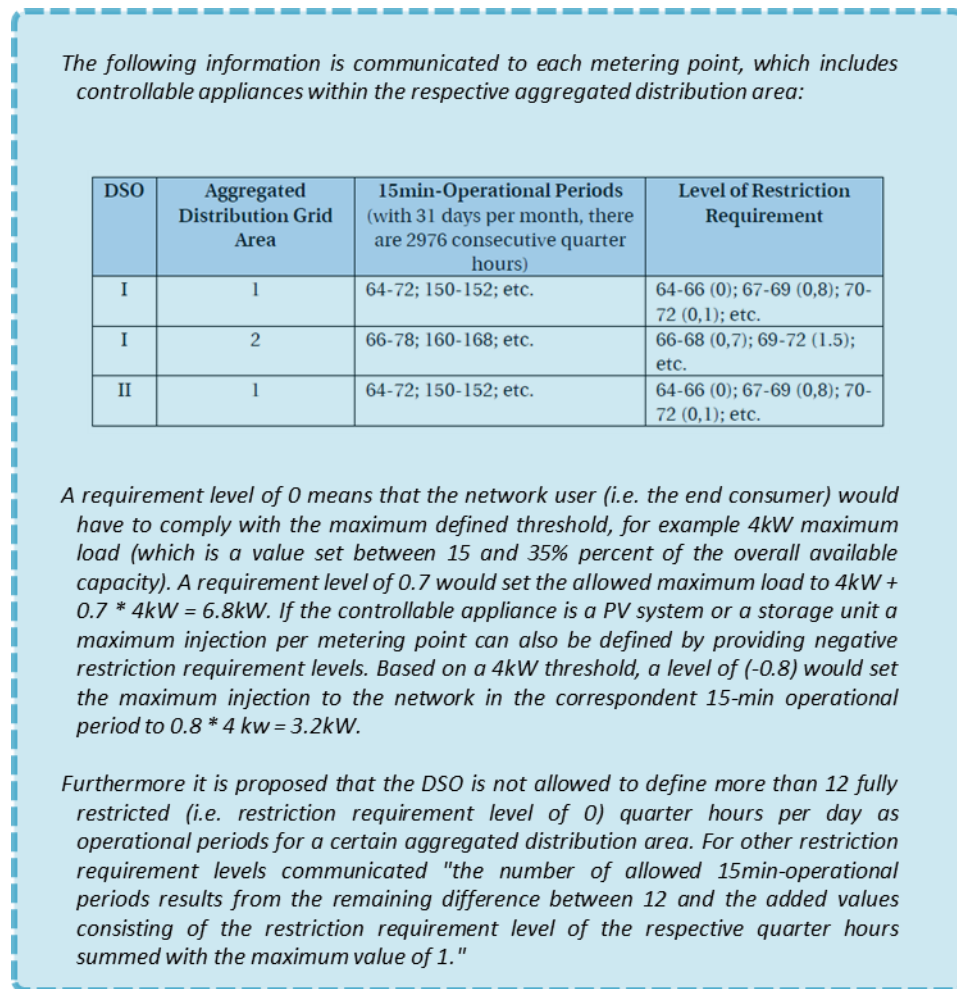 The following information is communicated to each metering point, which includes
controllable appliances within the respective aggregated distribution area:
DSO
Aggregated
Distribution Grid
Area
15min-Operational Periods
(with 31 days per month, there
are 2976 consecutive quarter
hours)
Level of Restriction
Requirement
I
1
64-72; 150-152; etc.
64-66 (0); 67-69 (0,8); 70-
72 (0,1); etc.
I
2
66-78; 160-168; etc.
66-68 (0,7); 69-72 (1.5);
etc.
II
1
64-72; 150-152; etc.
64-66 (0); 67-69 (0,8); 70-
72 (0,1); etc.
A requirement level of 0 means that the network user (i.e. the end consumer) would
have to comply with the maximum defined threshold, for example 4kW maximum
load (which is a value set between 15 and 35% percent of the overall available
capacity). A requirement level of 0.7 would set the allowed maximum load to 4kW +
0.7 * 4kW = 6.8kW. If the controllable appliance is a PV system or a storage unit a
maximum injection per metering point can also be defined by providing negative
restriction requirement levels. Based on a 4kW threshold, a level of (-0.8) would set
the maximum injection to the network in the correspondent 15-min operational
period to 0.8 * 4 kw = 3.2kW.
Furthermore it is proposed that the DSO is not allowed to define more than 12 fully
restricted (i.e. restriction requirement level of 0) quarter hours per day as
operational periods for a certain aggregated distribution area. For other restriction
requirement levels communicated "the number of allowed 15min-operational
periods results from the remaining difference between 12 and the added values
consisting of the restriction requirement level of the respective quarter hours
summed with the maximum value of 1."